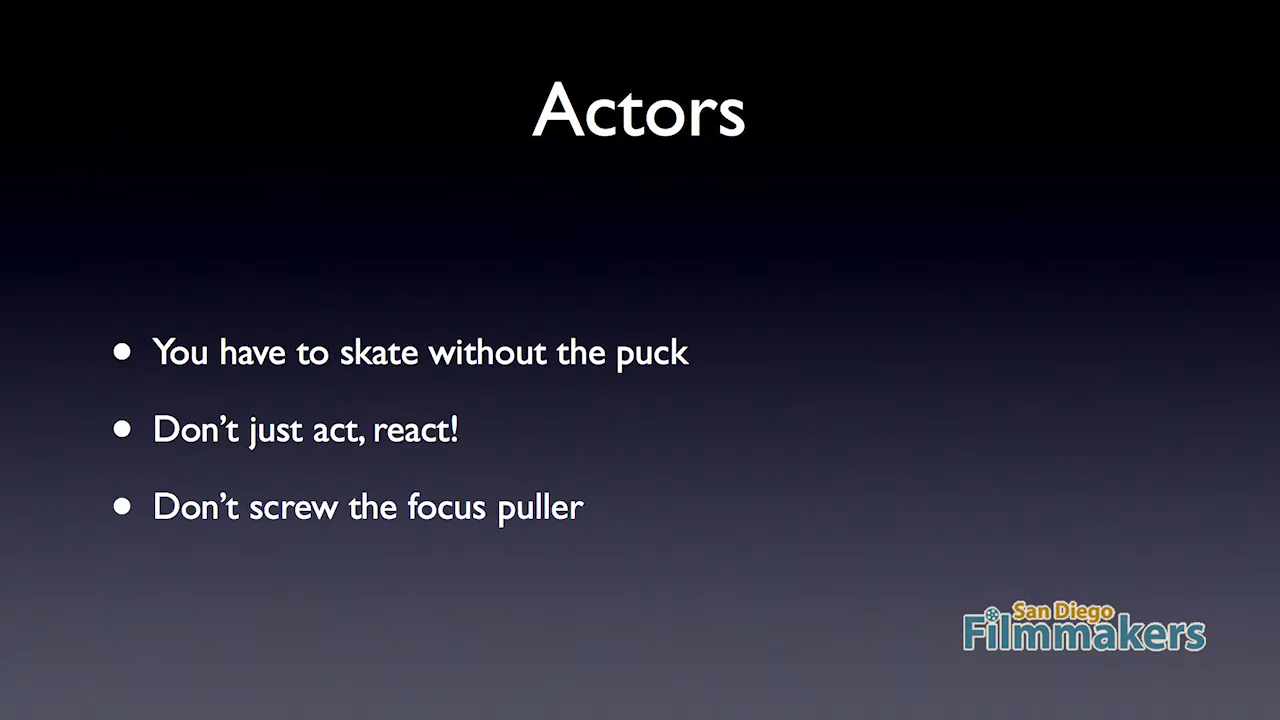 Actors
• You have to skate without the puck
• Don’t just act, react!
• Don’t screw the focus puller
San Diego
Filmmakers